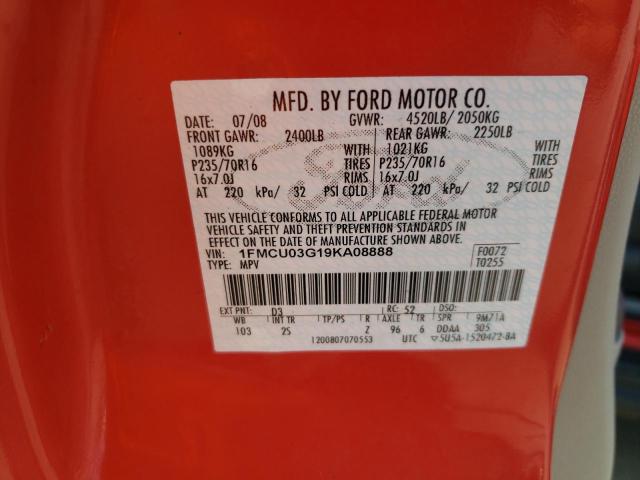 MFD. BY FORD MOTOR CO.
DATE: 07/08 GVWR: 4520LB/ 2050KG
FRONT GAWR: 2400LB REAR GAWR: 2250LB
1089KG WITH 1021KG WITH
P235/70R16 TIRES P235/70R16 TIRES
16x7.0J RIMS 16x7.0J RIMS
AT 220 kPa/ 32 PSI COLD AT 220 kPa/ 32 PSI COLD
Ford
THIS VEHICLE CONFORMS TO ALL APPLICABLE FEDERAL MOTOR
VEHICLE SAFETY AND THEFT PREVENTION STANDARDS IN
EFFECT ON THE DATE OF MANUFACTURE SHOWN ABOVE.
VIN: 1FMCU03G19KA08888 F0072
TYPE: MPV T0255
EXT PNT: D3 RC: 52 DSO:
WB INT TR TP/PS R AXLE TR SPR 9M71A
103 2S Z 96 6 DDAA 305
1200807070553 UTC ▽5U5A-1520472-BA